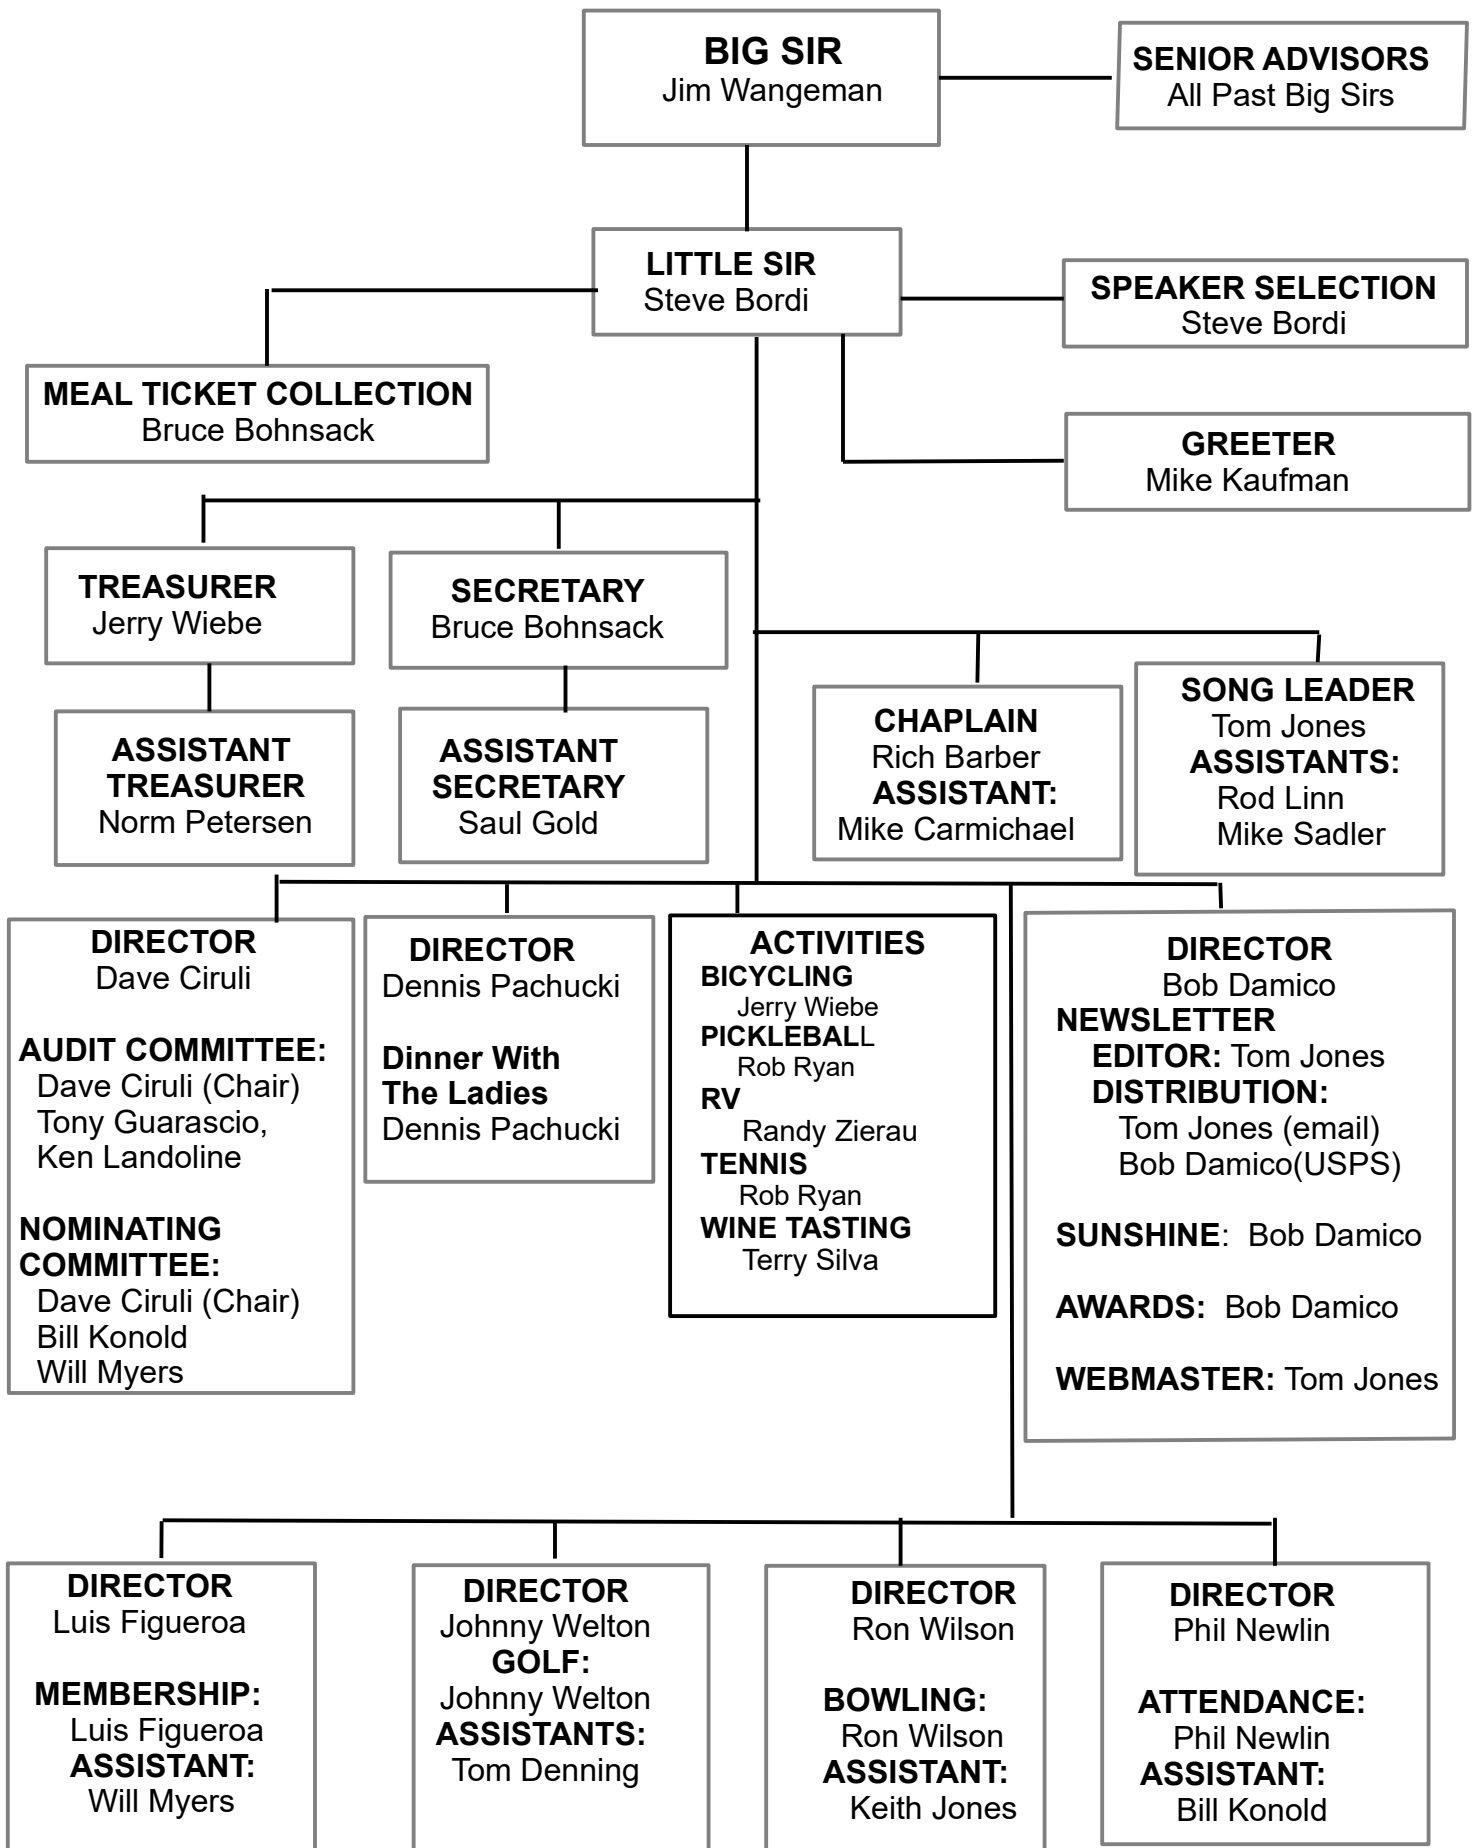 BIG SIR
Jim Wangeman
SENIOR ADVISORS
All Past Big Sirs
LITTLE SIR
Steve Bordi
SPEAKER SELECTION
Steve Bordi
MEAL TICKET COLLECTION
Bruce Bohnsack
GREETER
Mike Kaufman
TREASURER
Jerry Wiebe
SECRETARY
Bruce Bohnsack
ASSISTANT
TREASURER
Norm Petersen
ASSISTANT
SECRETARY
Saul Gold
CHAPLAIN
Rich Barber
ASSISTANT:
Mike Carmichael
SONG LEADER
Tom Jones
ASSISTANTS:
Rod Linn
Mike Sadler
DIRECTOR
Dave Ciruli
AUDIT COMMITTEE:
Dave Ciruli (Chair)
Tony Guarascio,
Ken Landoline
NOMINATING
COMMITTEE:
Dave Ciruli (Chair)
Bill Konold
Will Myers
DIRECTOR
Dennis Pachucki
Dinner With
The Ladies
Dennis Pachucki
ACTIVITIES
BICYCLING
Jerry Wiebe
PICKLEBALL
Rob Ryan
RV
Randy Zierau
TENNIS
Rob Ryan
WINE TASTING
Terry Silva
DIRECTOR
Bob Damico
NEWSLETTER
EDITOR: Tom Jones
DISTRIBUTION:
Tom Jones (email)
Bob Damico(USPS)
SUNSHINE:  Bob Damico
AWARDS:  Bob Damico
WEBMASTER: Tom Jones
DIRECTOR
Luis Figueroa
MEMBERSHIP:
Luis Figueroa
ASSISTANT:
Will Myers
DIRECTOR
Johnny Welton
GOLF:
Johnny Welton
ASSISTANTS:
Tom Denning
DIRECTOR
Ron Wilson
BOWLING:
Ron Wilson
ASSISTANT:
Keith Jones
DIRECTOR
Phil Newlin
ATTENDANCE:
Phil Newlin
ASSISTANT:
Bill Konold